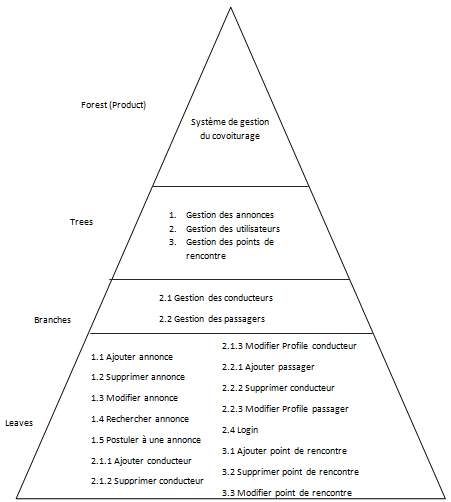 Forest (Product)
Système de gestion
du covoiturage
Trees
1. Gestion des annonces
2. Gestion des utilisateurs
3. Gestion des points de
rencontre
Branches
2.1 Gestion des conducteurs
2.2 Gestion des passagers
Leaves
1.1 Ajouter annonce
1.2 Supprimer annonce
1.3 Modifier annonce
1.4 Rechercher annonce
1.5 Postuler à une annonce
2.1.1 Ajouter conducteur
2.1.2 Supprimer conducteur
2.1.3 Modifier Profile conducteur
2.2.1 Ajouter passager
2.2.2 Supprimer conducteur
2.2.3 Modifier Profile passager
2.4 Login
3.1 Ajouter point de rencontre
3.2 Supprimer point de rencontre
3.3 Modifier point de rencontre